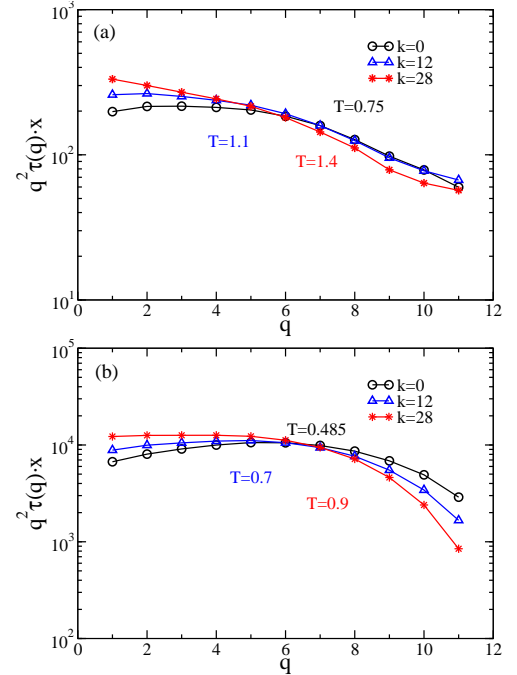 10^3
(a)
k=0
k=12
k=28
T=0.75
T=1.1
T=1.4
10^2
q^2 τ(q)·x
10^1
0 2 4 6 8 10 12
q
10^5
(b)
k=0
k=12
k=28
T=0.485
10^4
T=0.7
T=0.9
q^2 τ(q)·x
10^3
10^2
0 2 4 6 8 10 12
q